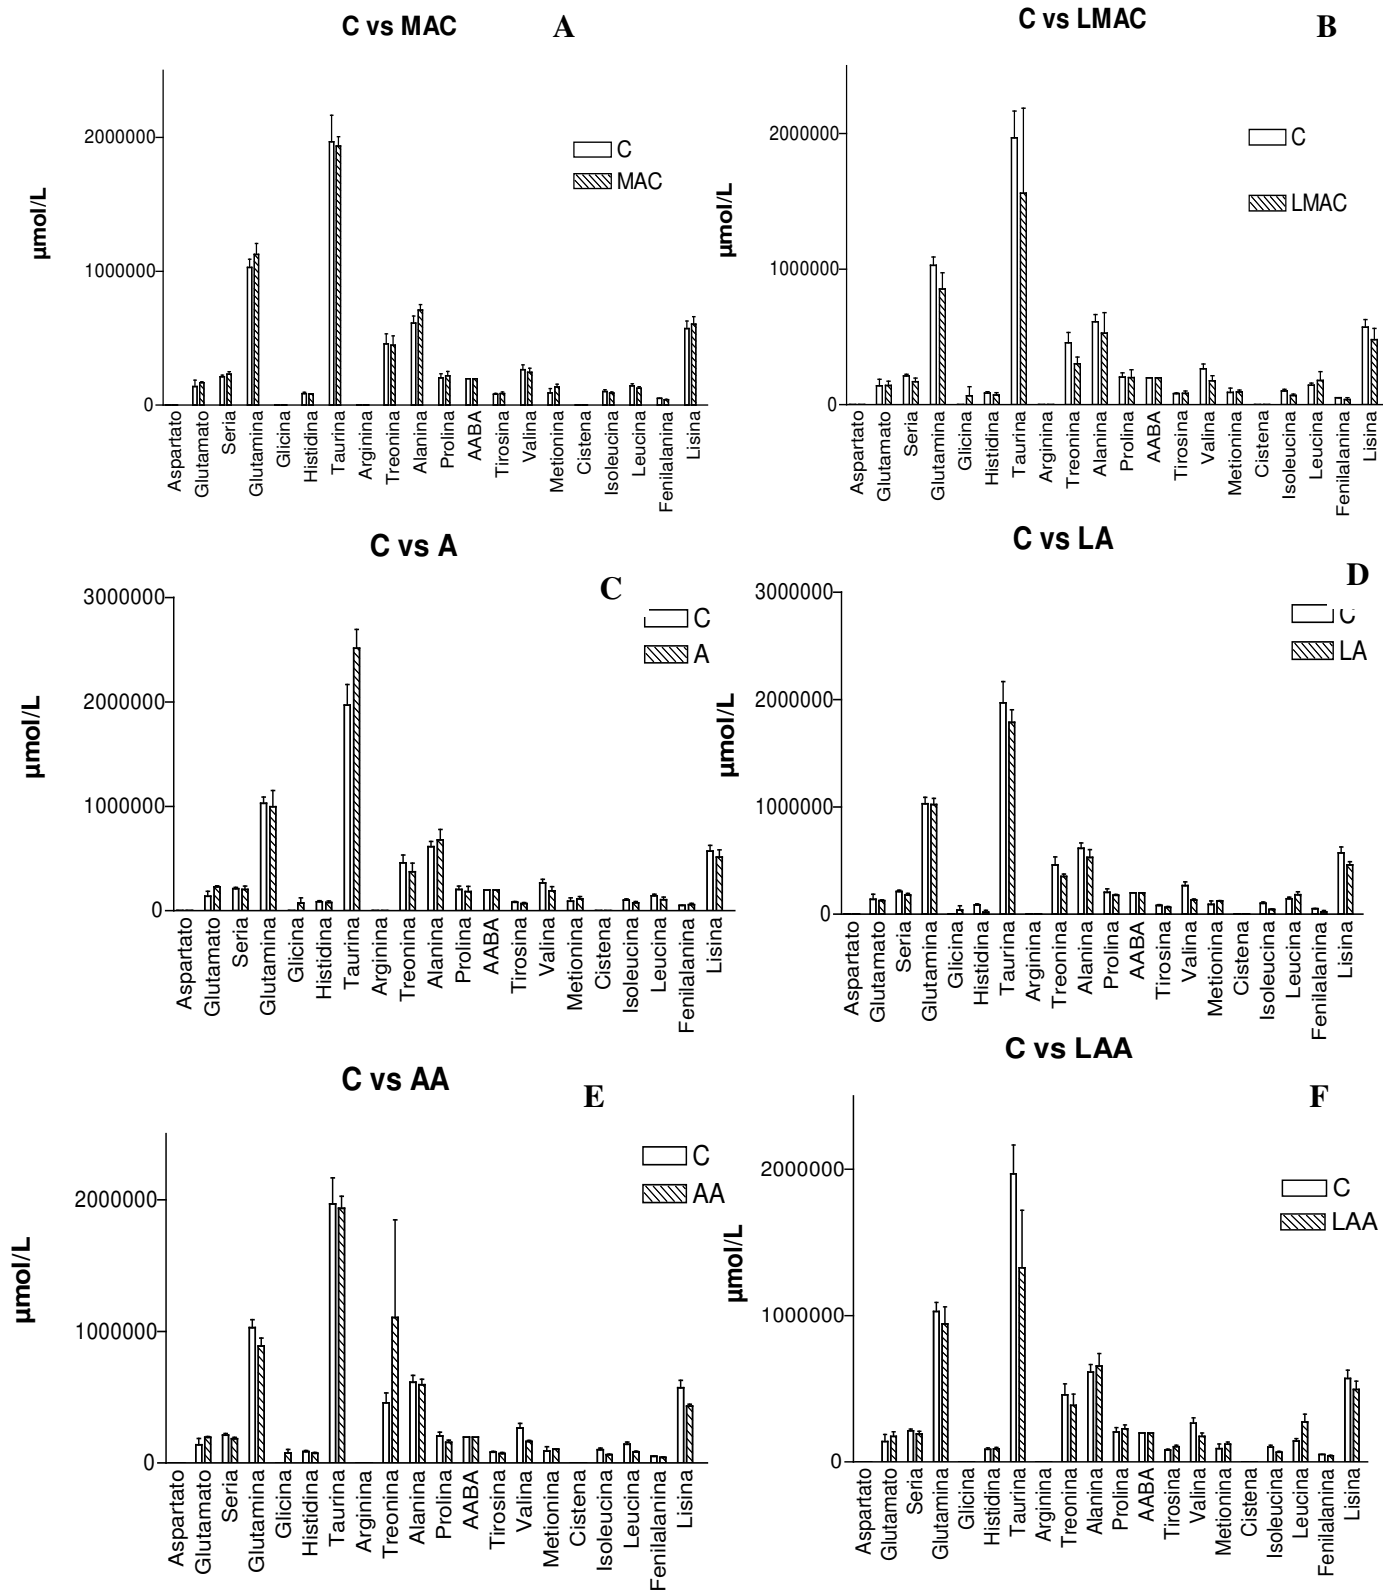 C vs MAC
A
µmol/L
2000000
1000000
0
C
MAC
Aspartato
Glutamato
Seria
Glutamina
Glicina
Histidina
Taurina
Arginina
Treonina
Alanina
Prolina
AABA
Tirosina
Valina
Metionina
Cistena
Isoleucina
Leucina
Fenilalanina
Lisina
C vs LMAC
B
µmol/L
2000000
1000000
0
C
LMAC
Aspartato
Glutamato
Seria
Glutamina
Glicina
Histidina
Taurina
Arginina
Treonina
Alanina
Prolina
AABA
Tirosina
Valina
Metionina
Cistena
Isoleucina
Leucina
Fenilalanina
Lisina
C vs A
C
µmol/L
3000000
2000000
1000000
0
C
A
Aspartato
Glutamato
Seria
Glutamina
Glicina
Histidina
Taurina
Arginina
Treonina
Alanina
Prolina
AABA
Tirosina
Valina
Metionina
Cistena
Isoleucina
Leucina
Fenilalanina
Lisina
C vs LA
D
µmol/L
3000000
2000000
1000000
0
C
LA
Aspartato
Glutamato
Seria
Glutamina
Glicina
Histidina
Taurina
Arginina
Treonina
Alanina
Prolina
AABA
Tirosina
Valina
Metionina
Cistena
Isoleucina
Leucina
Fenilalanina
Lisina
C vs AA
E
µmol/L
2000000
1000000
0
C
AA
Aspartato
Glutamato
Seria
Glutamina
Glicina
Histidina
Taurina
Arginina
Treonina
Alanina
Prolina
AABA
Tirosina
Valina
Metionina
Cistena
Isoleucina
Leucina
Fenilalanina
Lisina
C vs LAA
F
µmol/L
2000000
1000000
0
C
LAA
Aspartato
Glutamato
Seria
Glutamina
Glicina
Histidina
Taurina
Arginina
Treonina
Alanina
Prolina
AABA
Tirosina
Valina
Metionina
Cistena
Isoleucina
Leucina
Fenilalanina
Lisina